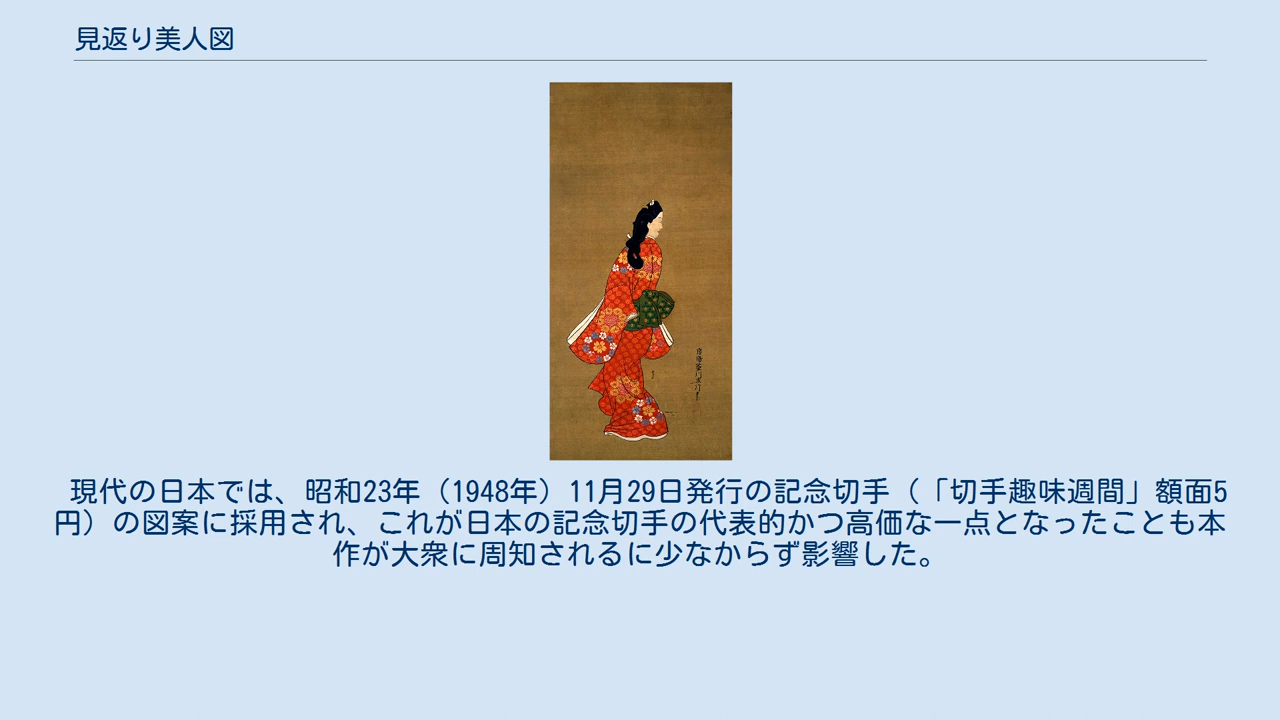 見返り美人図
現代の日本では、昭和23年（1948年）11月29日発行の記念切手（「切手趣味週間」額面5
円）の図案に採用され、これが日本の記念切手の代表的かつ高価な一点となったことも本
作が大衆に周知されるに少なからず影響した。